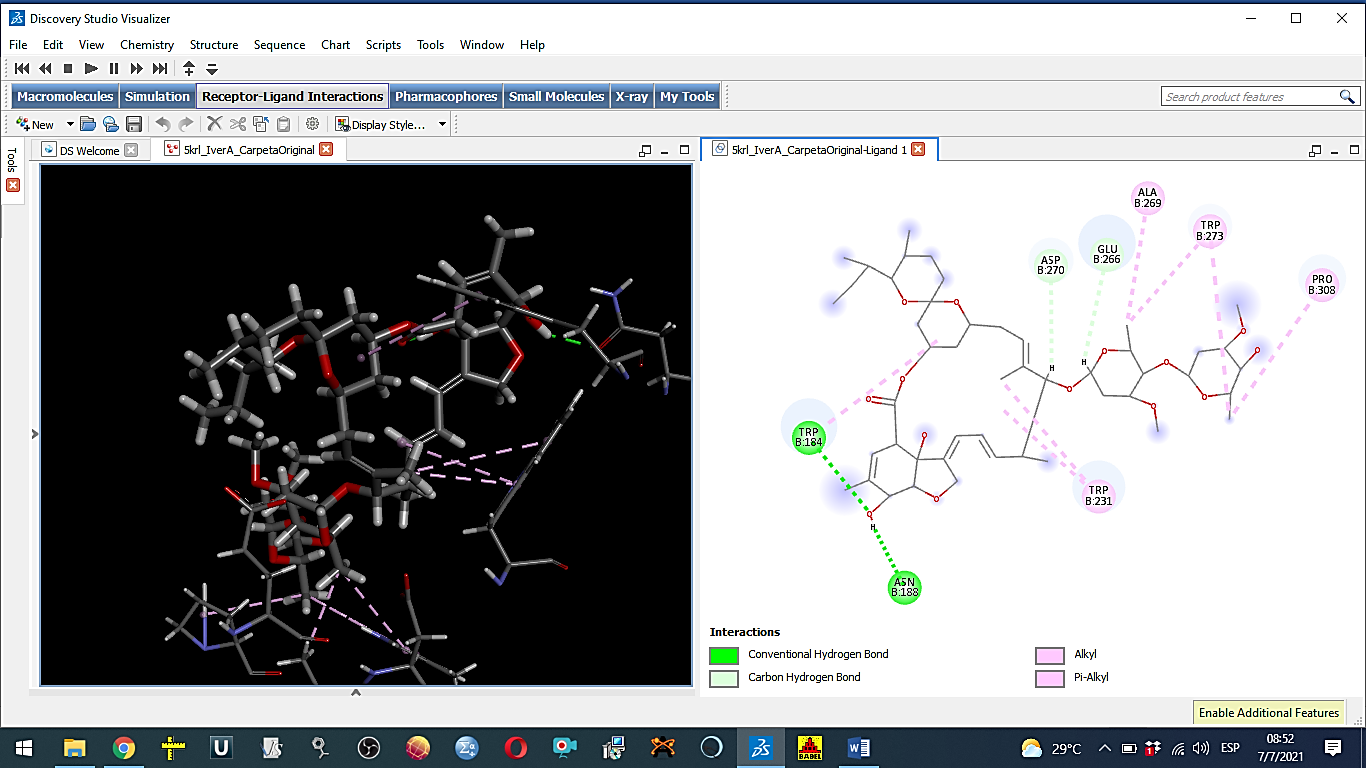 Discovery Studio Visualizer
File Edit View Chemistry Structure Sequence Chart Scripts Tools Window Help
Macromolecules Simulation Receptor-Ligand Interactions Pharmacophores Small Molecules X-ray My Tools
Search product features
New Display Style...
Tools
DS Welcome 5krl_IverA_CarpetaOriginal
5krl_IverA_CarpetaOriginal-Ligand 1
ALA
B:269
TRP
B:273
ASP
B:270
GLU
B:266
PRO
B:308
TRP
B:184
TRP
B:231
ASN
B:188
O O O O O O O O O O O O O O
H H H
Interactions
Conventional Hydrogen Bond
Carbon Hydrogen Bond
Alkyl
Pi-Alkyl
Enable Additional Features
U
BABEL
W
29°C
ESP
08:52
7/7/2021